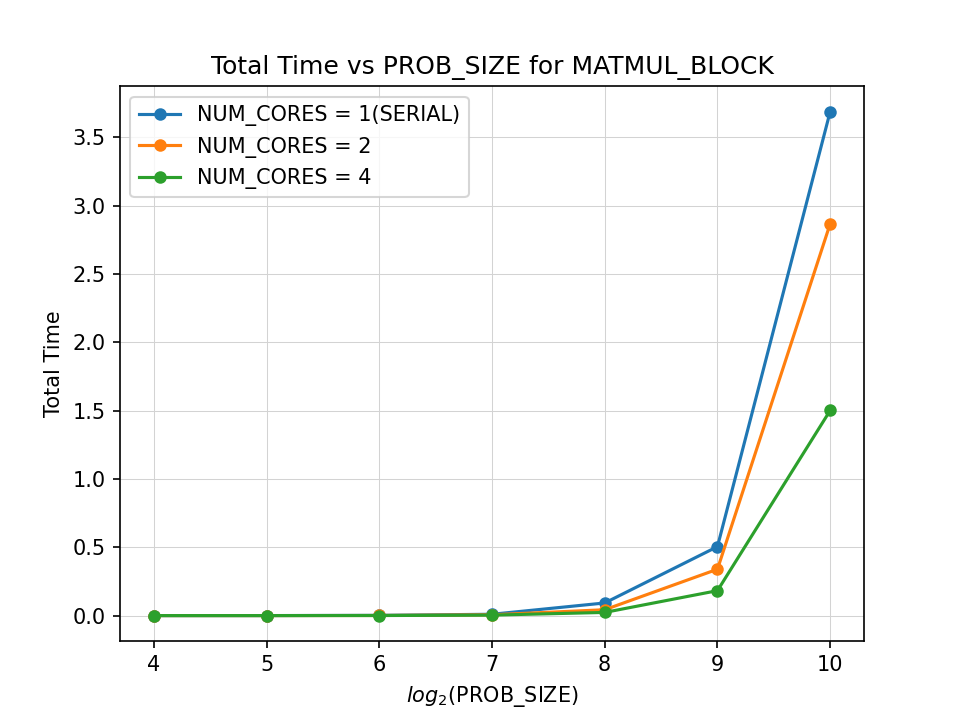 Total Time vs PROB_SIZE for MATMUL_BLOCK
NUM_CORES = 1(SERIAL)
NUM_CORES = 2
NUM_CORES = 4
Total Time
3.5
3.0
2.5
2.0
1.5
1.0
0.5
0.0
4 5 6 7 8 9 10
log₂(PROB_SIZE)